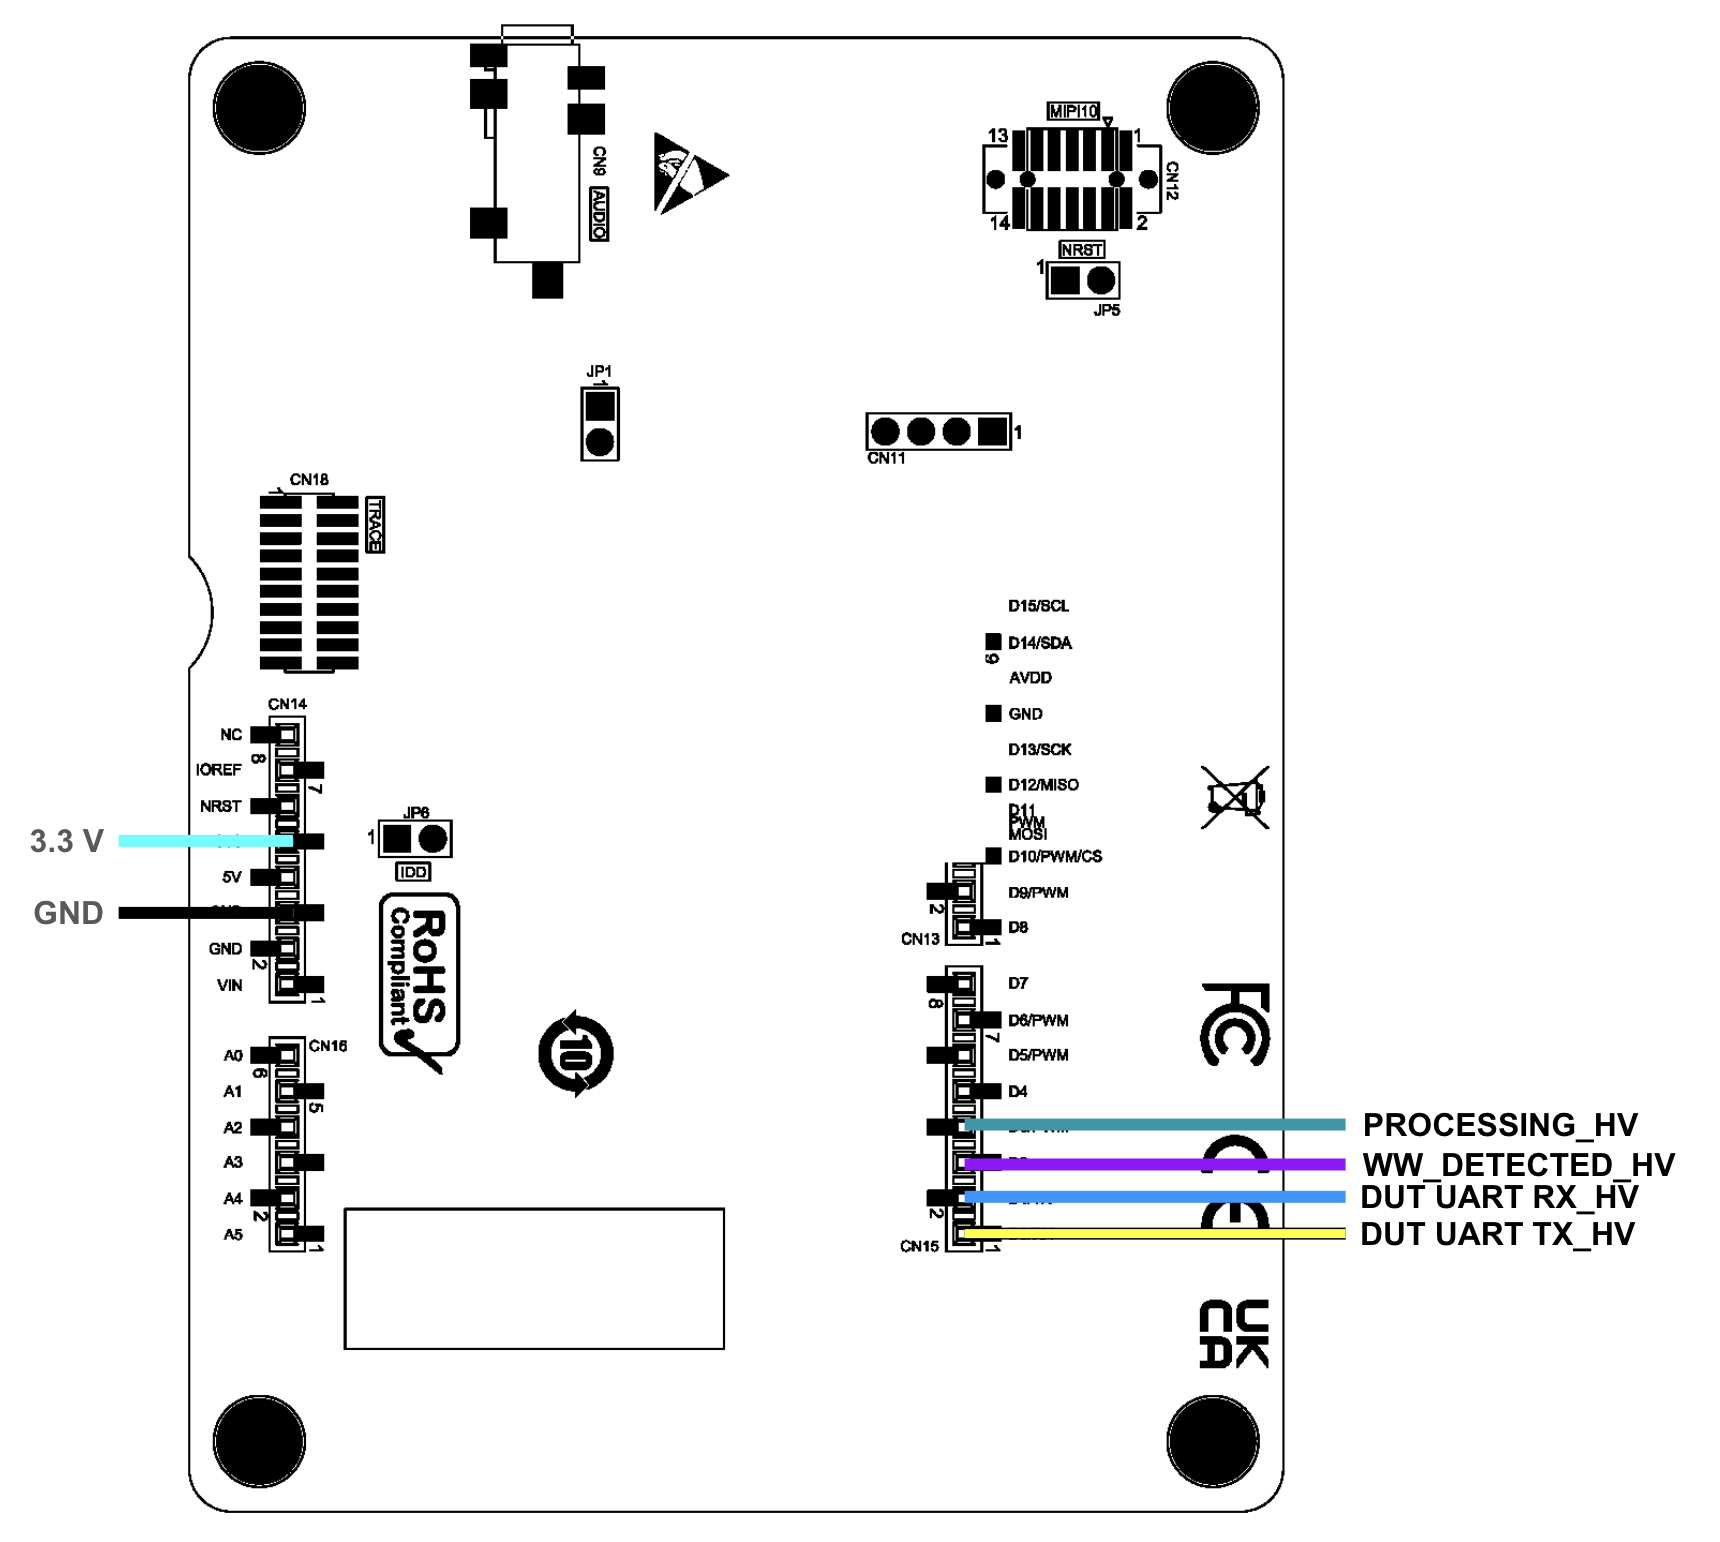 MIPI10
13
1
CN12
14
2
NRST
1
JP5
CN9
AUDIO
JP1
1
CN11
1
CN18
1
TRACE
D15/SCL
D14/SDA
9
AVDD
GND
D13/SCK
D12/MISO
D11
PWM
MOSI
D10/PWM/CS
D9/PWM
2
D8
CN13
1
CN14
NC
8
IOREF
7
NRST
3.3 V
5V
GND
GND
2
VIN
1
JP6
1
IDD
RoHS
Compliant
10
CN16
A0
6
A1
5
A2
A3
A4
2
A5
1
D7
8
D6/PWM
7
D5/PWM
D4
PROCESSING_HV
WW_DETECTED_HV
DUT UART RX_HV
2
DUT UART TX_HV
CN15
1
FC
CE
UK
CA